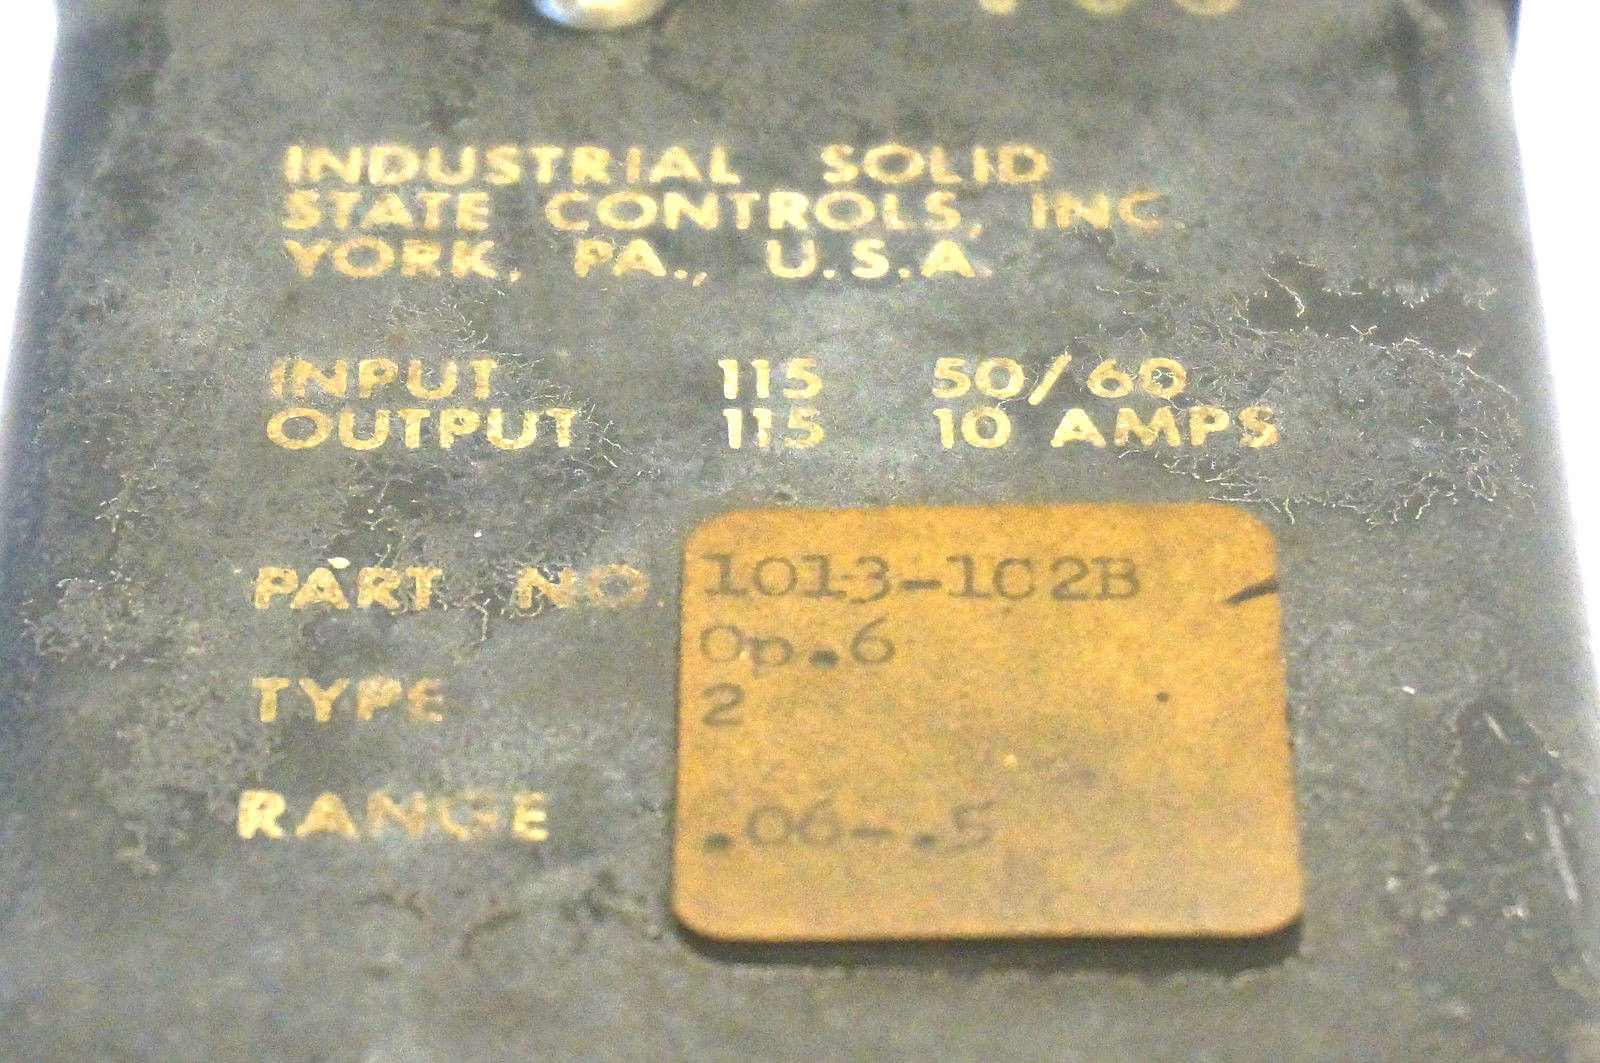 INDUSTRIAL SOLID
STATE CONTROLS, INC.
YORK, PA., U.S.A.
INPUT 115 50/60
OUTPUT 115 10 AMPS
PART NO. 1013-1C2B
Op.6
TYPE 2
RANGE .06-.5